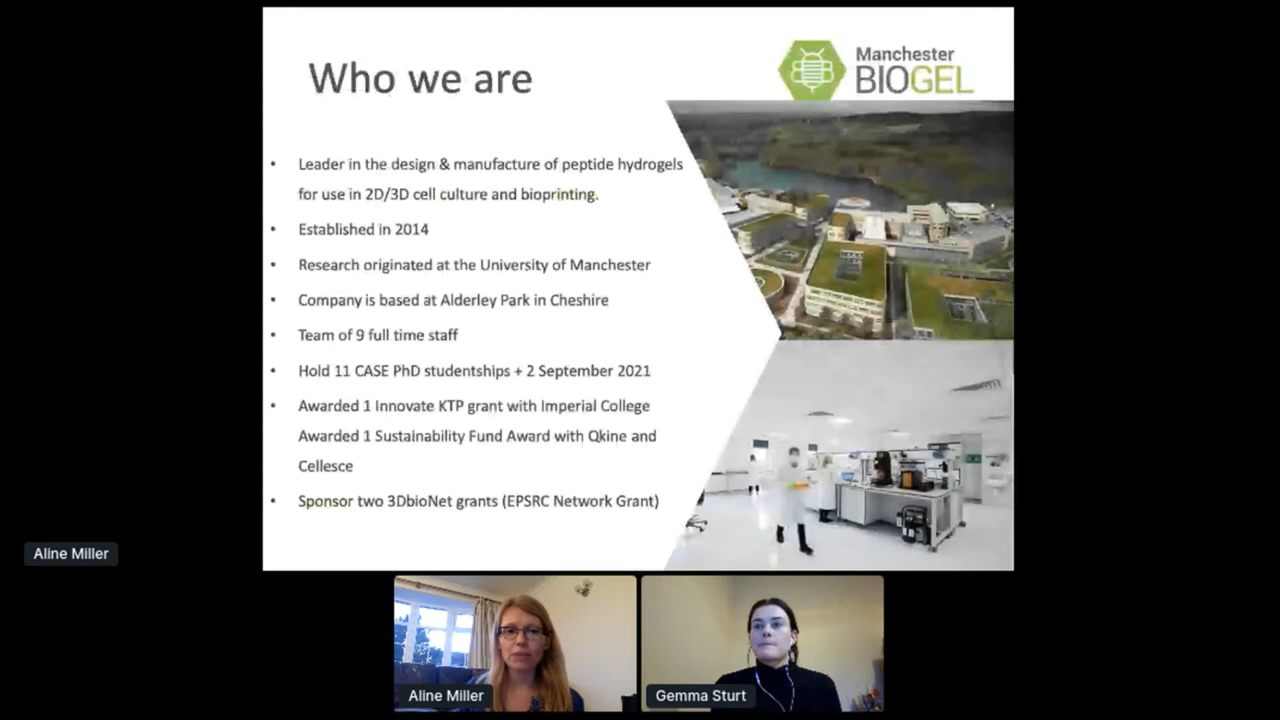 Who we are
Manchester
BIOGEL
• Leader in the design & manufacture of peptide hydrogels
for use in 2D/3D cell culture and bioprinting.
• Established in 2014
• Research originated at the University of Manchester
• Company is based at Alderley Park in Cheshire
• Team of 9 full time staff
• Hold 11 CASE PhD studentships + 2 September 2021
• Awarded 1 Innovate KTP grant with Imperial College
Awarded 1 Sustainability Fund Award with Qkine and
Cellesce
• Sponsor two 3DbioNet grants (EPSRC Network Grant)
Aline Miller
Aline Miller
Gemma Sturt